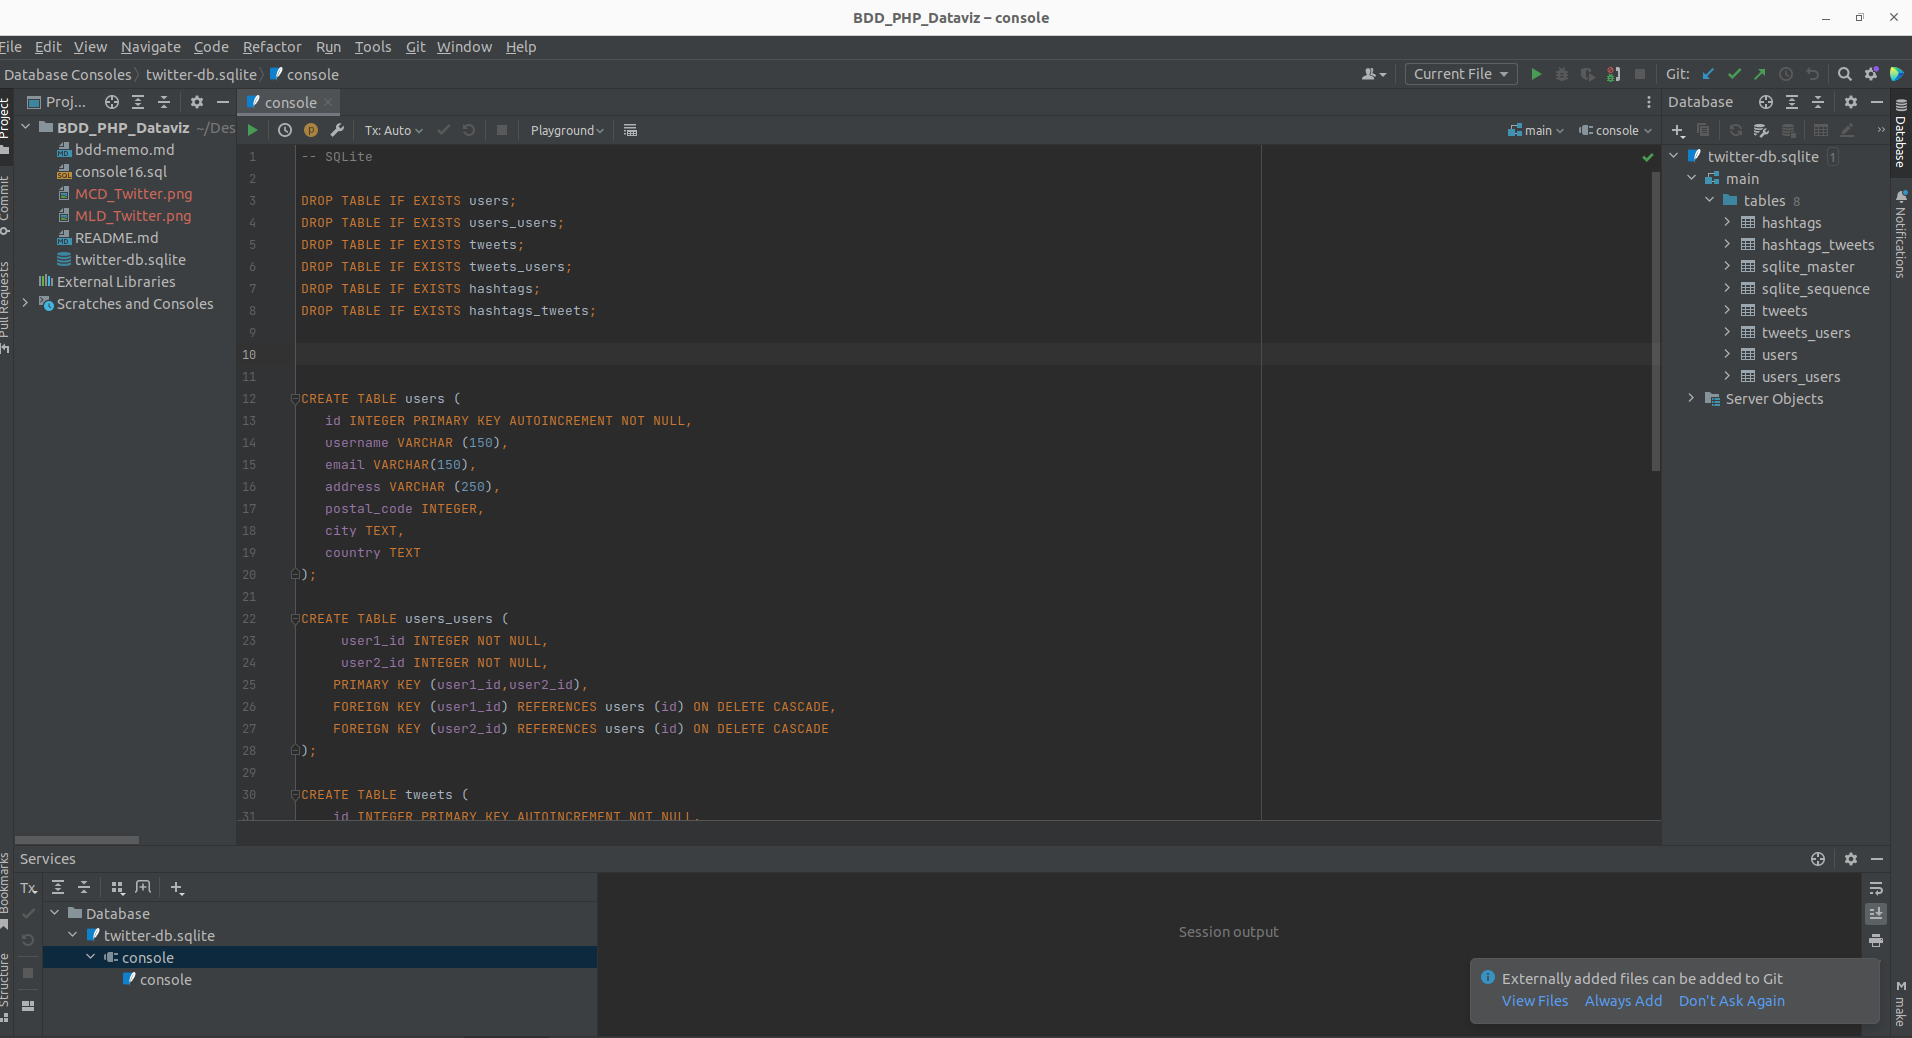 BDD_PHP_Dataviz – console
File Edit View Navigate Code Refactor Run Tools Git Window Help
Database Consoles twitter-db.sqlite console
Current File
Git:
Project
Commit
Pull Requests
Bookmarks
Structure
Proj...
BDD_PHP_Dataviz ~/Des
bdd-memo.md
console16.sql
MCD_Twitter.png
MLD_Twitter.png
README.md
twitter-db.sqlite
External Libraries
Scratches and Consoles
console
Tx: Auto Playground main console
1 -- SQLite
2
3 DROP TABLE IF EXISTS users;
4 DROP TABLE IF EXISTS users_users;
5 DROP TABLE IF EXISTS tweets;
6 DROP TABLE IF EXISTS tweets_users;
7 DROP TABLE IF EXISTS hashtags;
8 DROP TABLE IF EXISTS hashtags_tweets;
9
10
11
12 CREATE TABLE users (
13 id INTEGER PRIMARY KEY AUTOINCREMENT NOT NULL,
14 username VARCHAR (150),
15 email VARCHAR(150),
16 address VARCHAR (250),
17 postal_code INTEGER,
18 city TEXT,
19 country TEXT
20 );
21
22 CREATE TABLE users_users (
23 user1_id INTEGER NOT NULL,
24 user2_id INTEGER NOT NULL,
25 PRIMARY KEY (user1_id,user2_id),
26 FOREIGN KEY (user1_id) REFERENCES users (id) ON DELETE CASCADE,
27 FOREIGN KEY (user2_id) REFERENCES users (id) ON DELETE CASCADE
28 );
29
30 CREATE TABLE tweets (
31 id INTEGER PRIMARY KEY AUTOINCREMENT NOT NULL,
Database
twitter-db.sqlite 1
main
tables 8
hashtags
hashtags_tweets
sqlite_master
sqlite_sequence
tweets
tweets_users
users
users_users
Server Objects
Database
Notifications
make
Services
Tx
Database
twitter-db.sqlite
console
console
Session output
Externally added files can be added to Git
View Files Always Add Don't Ask Again